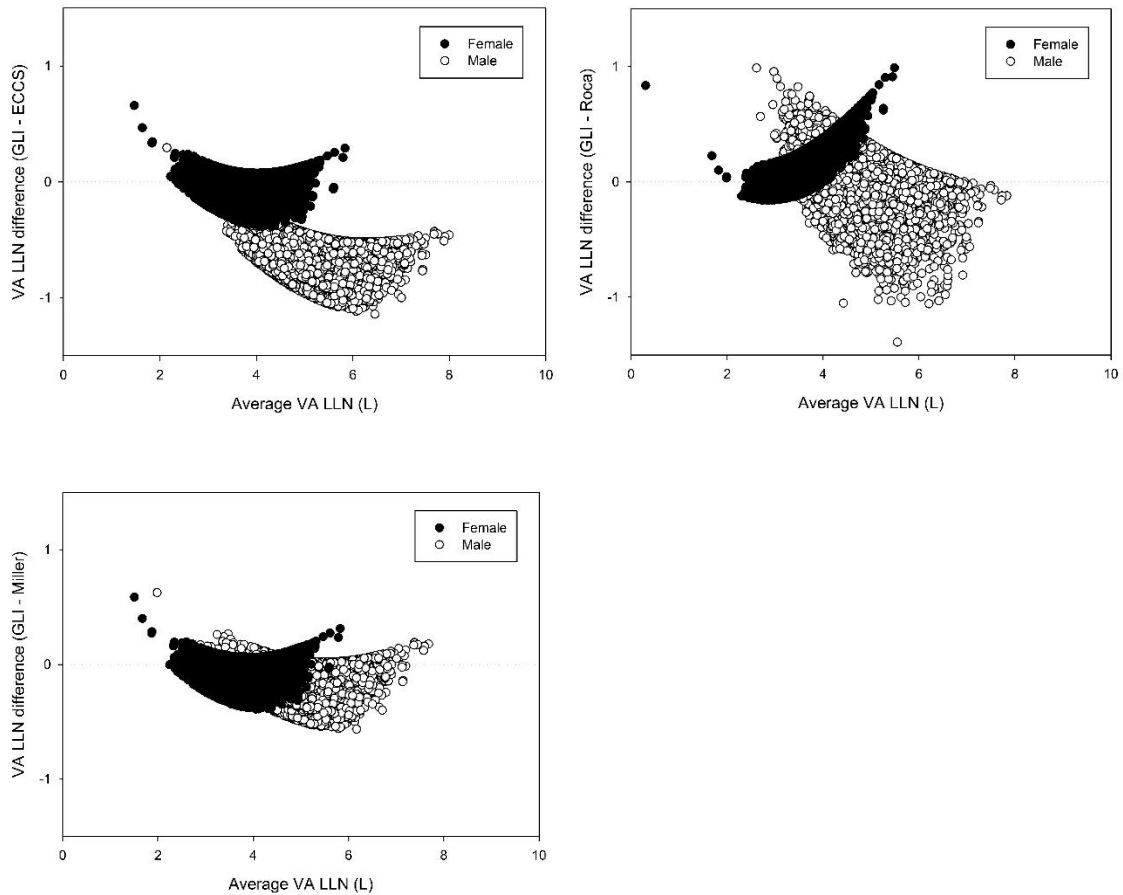 VA LLN difference (GLI - ECCS)
1
0
-1
0 2 4 6 8 10
Average VA LLN (L)
Female
Male
VA LLN difference (GLI - Roca)
1
0
-1
0 2 4 6 8 10
Average VA LLN (L)
Female
Male
VA LLN difference (GLI - Miller)
1
0
-1
0 2 4 6 8 10
Average VA LLN (L)
Female
Male